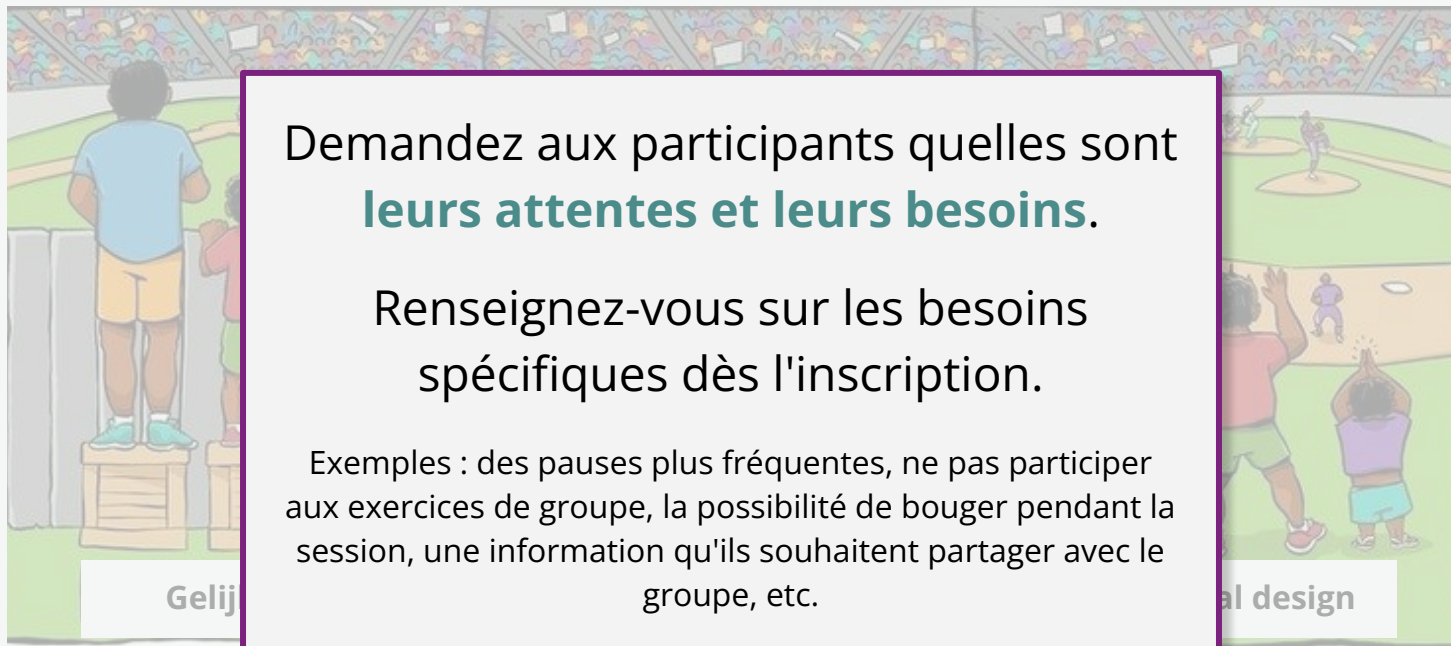 Demandez aux participants quelles sont
leurs attentes et leurs besoins.
Renseignez-vous sur les besoins
spécifiques dès l'inscription.
Exemples : des pauses plus fréquentes, ne pas participer
aux exercices de groupe, la possibilité de bouger pendant la
session, une information qu'ils souhaitent partager avec le
groupe, etc.
design